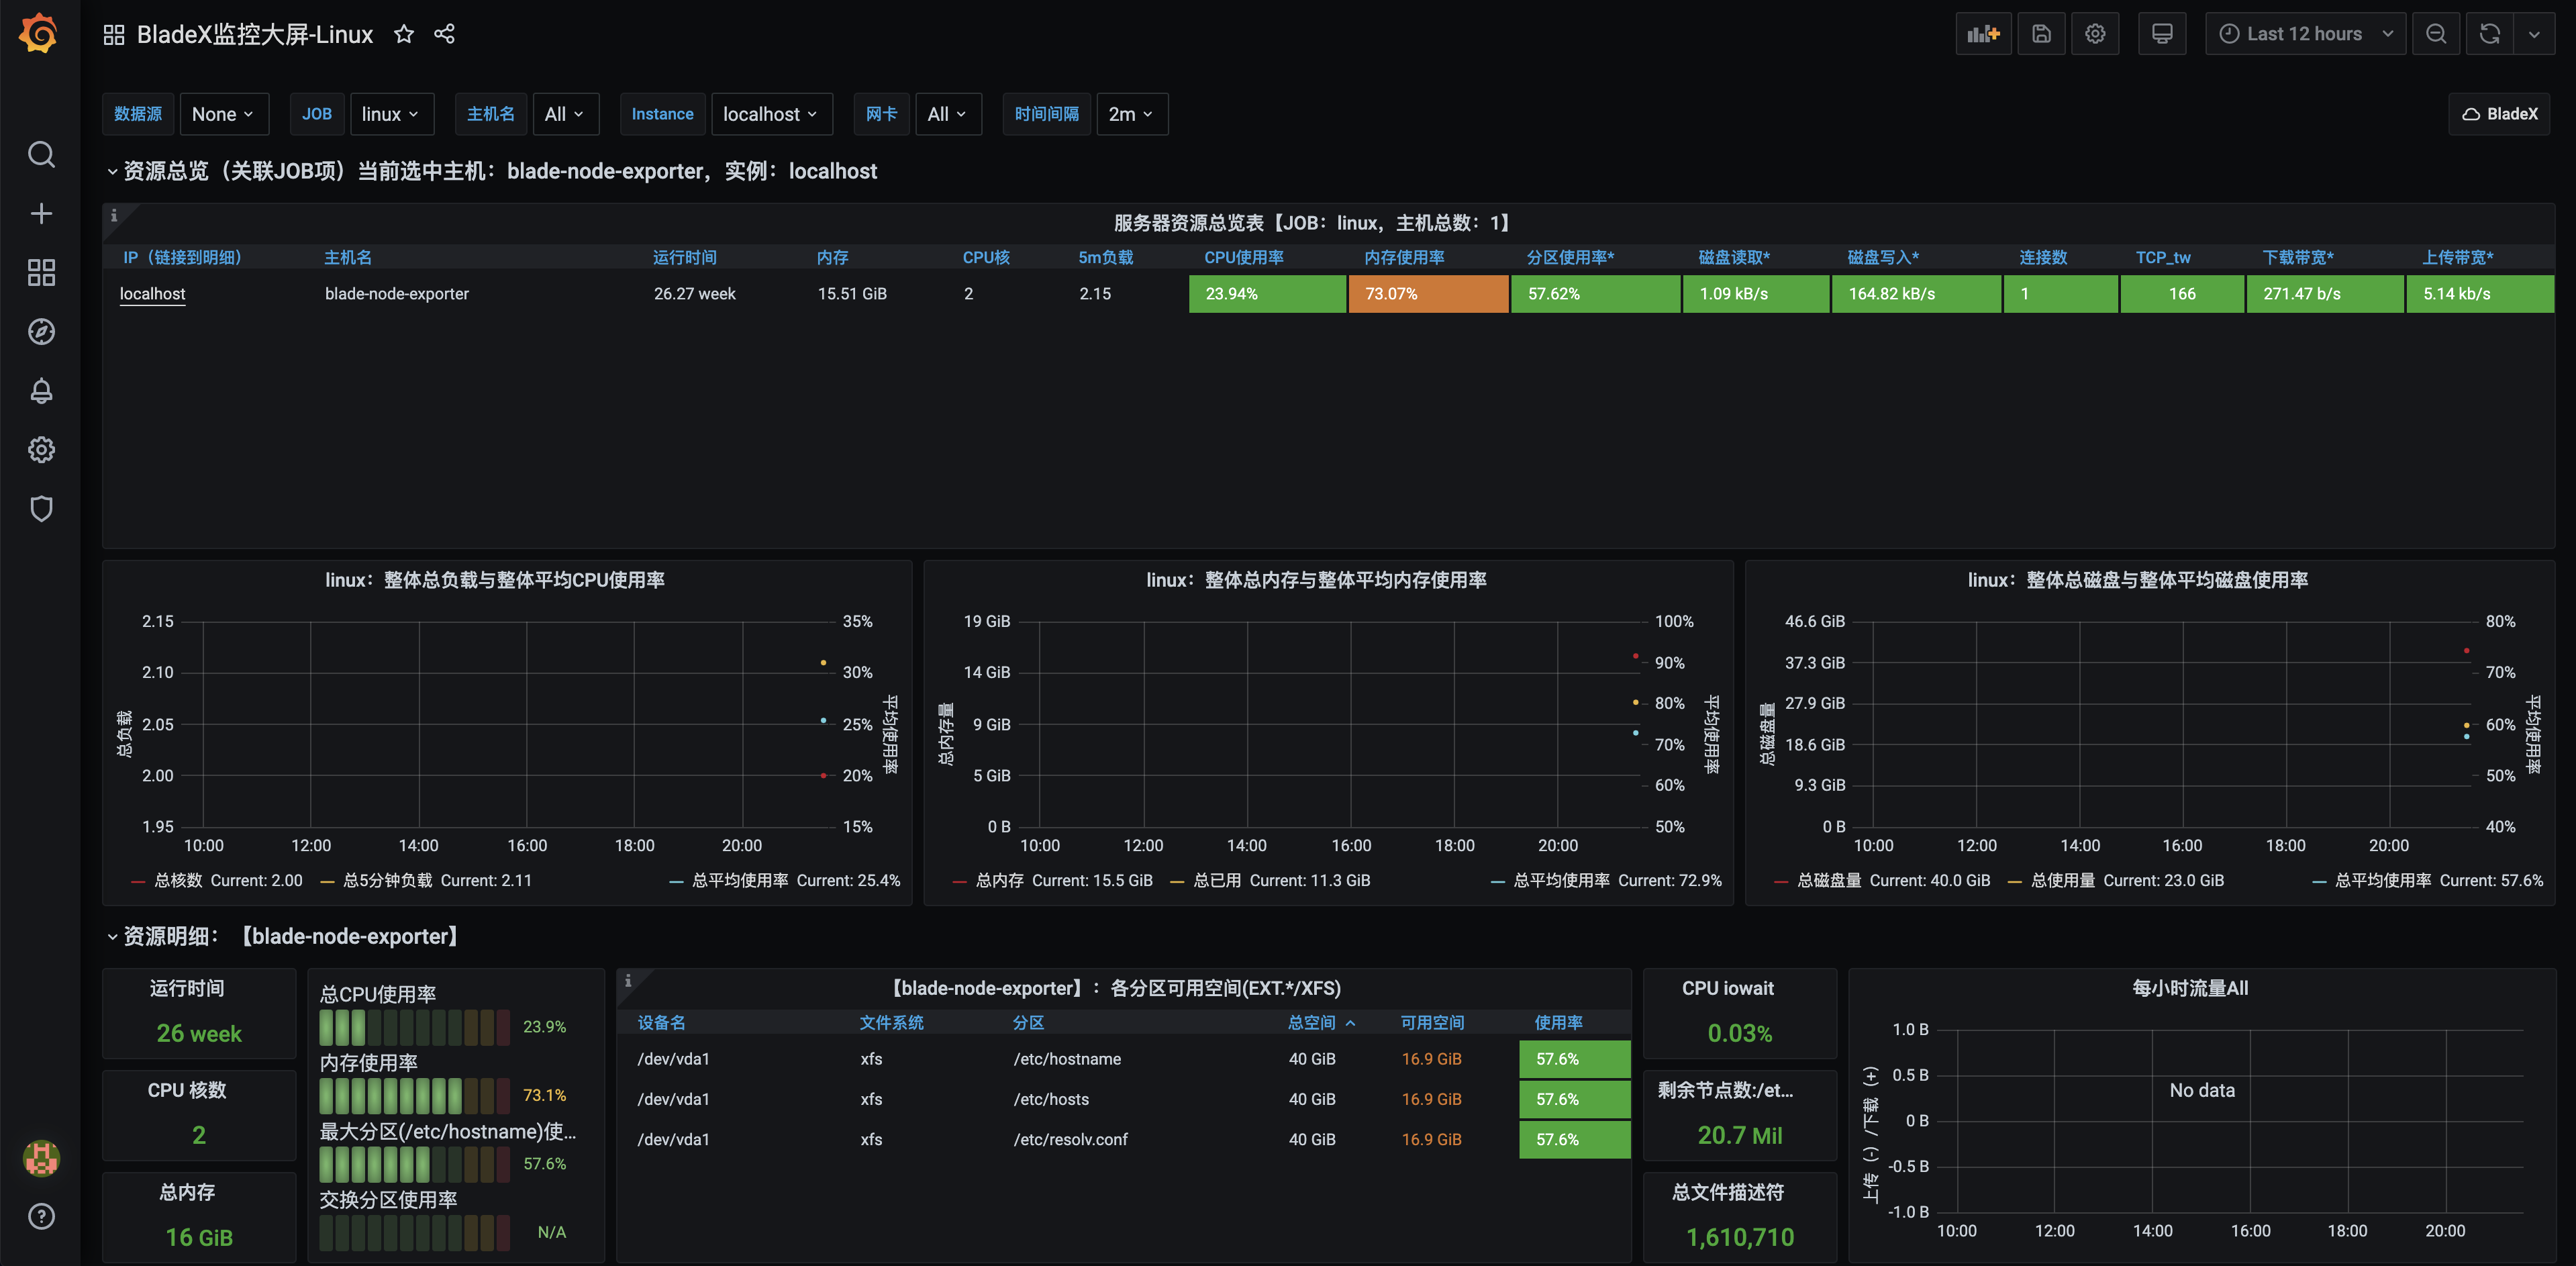 BladeX监控大屏-Linux
Last 12 hours
数据源 None JOB linux 主机名 All Instance localhost 网卡 All 时间间隔 2m BladeX
资源总览（关联JOB项）当前选中主机：blade-node-exporter，实例：localhost
服务器资源总览表【JOB：linux，主机总数：1】
IP（链接到明细） 主机名 运行时间 内存 CPU核 5m负载 CPU使用率 内存使用率 分区使用率* 磁盘读取* 磁盘写入* 连接数 TCP_tw 下载带宽* 上传带宽*
localhost blade-node-exporter 26.27 week 15.51 GiB 2 2.15 23.94% 73.07% 57.62% 1.09 kB/s 164.82 kB/s 1 166 271.47 b/s 5.14 kb/s
linux：整体总负载与整体平均CPU使用率
2.15
2.10
2.05
2.00
1.95
总负载
35%
30%
25%
20%
15%
平均使用率
10:00 12:00 14:00 16:00 18:00 20:00
总核数 Current: 2.00 总5分钟负载 Current: 2.11 总平均使用率 Current: 25.4%
linux：整体总内存与整体平均内存使用率
19 GiB
14 GiB
9 GiB
5 GiB
0 B
总内存量
100%
90%
80%
70%
60%
50%
平均使用率
10:00 12:00 14:00 16:00 18:00 20:00
总内存 Current: 15.5 GiB 总已用 Current: 11.3 GiB 总平均使用率 Current: 72.9%
linux：整体总磁盘与整体平均磁盘使用率
46.6 GiB
37.3 GiB
27.9 GiB
18.6 GiB
9.3 GiB
0 B
总磁盘量
80%
70%
60%
50%
40%
平均使用率
10:00 12:00 14:00 16:00 18:00 20:00
总磁盘量 Current: 40.0 GiB 总使用量 Current: 23.0 GiB 总平均使用率 Current: 57.6%
资源明细：【blade-node-exporter】
运行时间
26 week
CPU 核数
2
总内存
16 GiB
总CPU使用率
23.9%
内存使用率
73.1%
最大分区(/etc/hostname)使...
57.6%
交换分区使用率
N/A
【blade-node-exporter】：各分区可用空间(EXT.*/XFS)
设备名 文件系统 分区 总空间 可用空间 使用率
/dev/vda1 xfs /etc/hostname 40 GiB 16.9 GiB 57.6%
/dev/vda1 xfs /etc/hosts 40 GiB 16.9 GiB 57.6%
/dev/vda1 xfs /etc/resolv.conf 40 GiB 16.9 GiB 57.6%
CPU iowait
0.03%
剩余节点数:/et...
20.7 Mil
总文件描述符
1,610,710
每小时流量All
1.0 B
0.5 B
0 B
-0.5 B
-1.0 B
上传（-）/下载（+）
No data
10:00 12:00 14:00 16:00 18:00 20:00